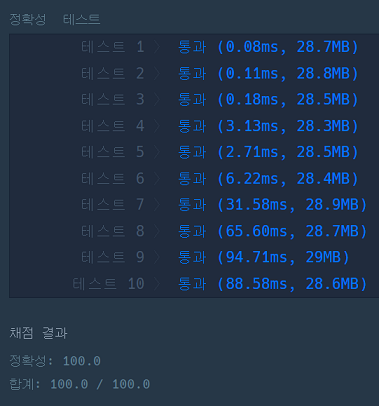 정확성 테스트
테스트 1 > 통과 (0.08ms, 28.7MB)
테스트 2 > 통과 (0.11ms, 28.8MB)
테스트 3 > 통과 (0.18ms, 28.5MB)
테스트 4 > 통과 (3.13ms, 28.3MB)
테스트 5 > 통과 (2.71ms, 28.5MB)
테스트 6 > 통과 (6.22ms, 28.4MB)
테스트 7 > 통과 (31.58ms, 28.9MB)
테스트 8 > 통과 (65.60ms, 28.7MB)
테스트 9 > 통과 (94.71ms, 29MB)
테스트 10 > 통과 (88.58ms, 28.6MB)
채점 결과
정확성: 100.0
합계: 100.0 / 100.0